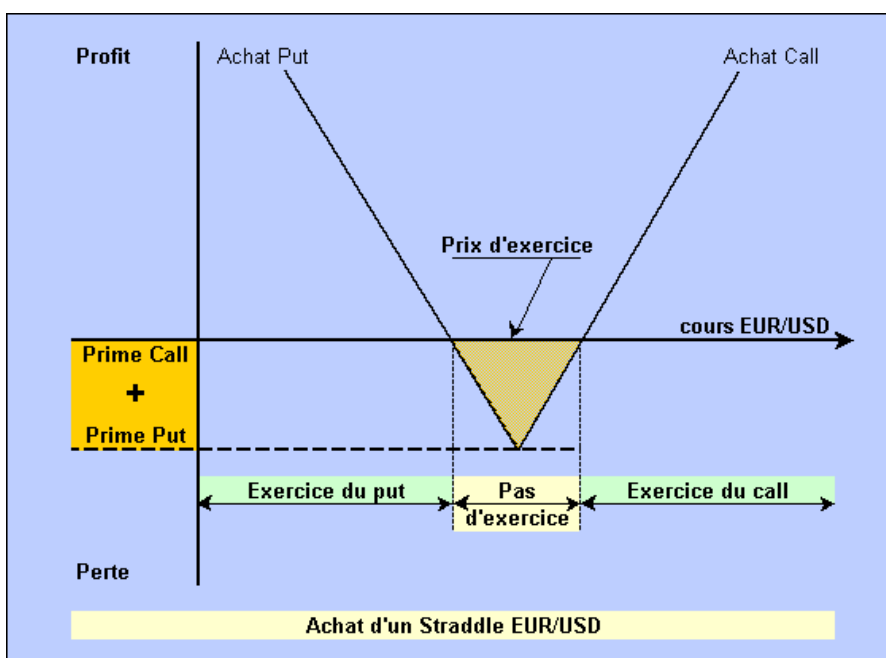 Profit
Achat Put
Achat Call
Prix d'exercice
cours EUR/USD
Prime Call
+
Prime Put
Exercice du put
Pas
d'exercice
Exercice du call
Perte
Achat d'un Straddle EUR/USD